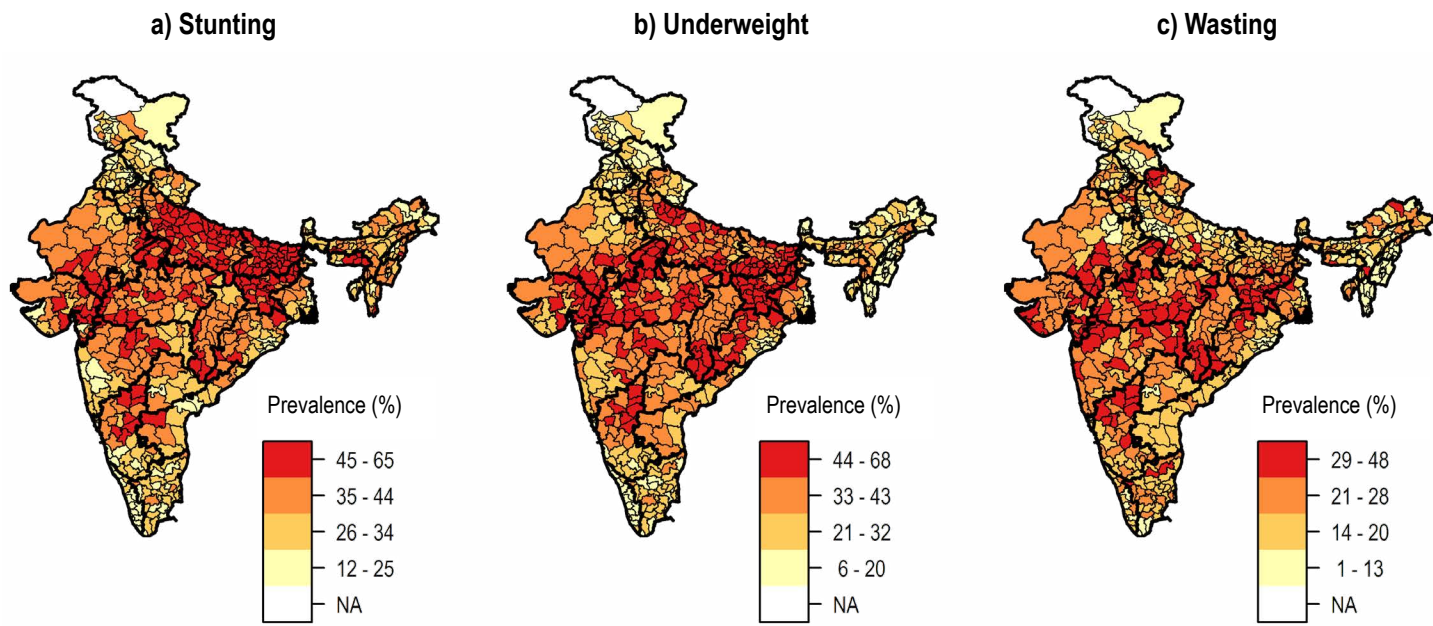 a) Stunting
b) Underweight
c) Wasting
Prevalence (%)
45 - 65
35 - 44
26 - 34
12 - 25
NA
Prevalence (%)
44 - 68
33 - 43
21 - 32
6 - 20
NA
Prevalence (%)
29 - 48
21 - 28
14 - 20
1 - 13
NA